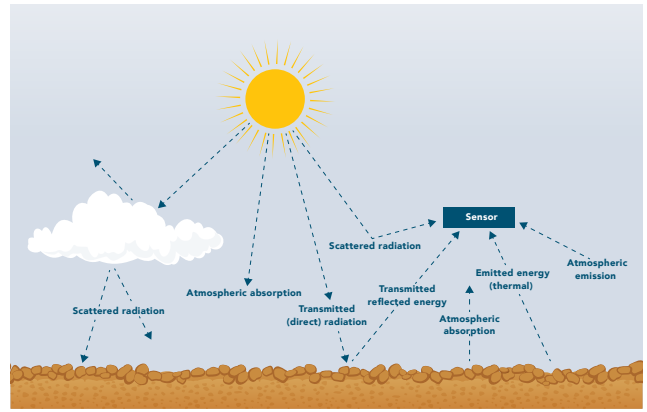 Sensor
Scattered radiation
Atmospheric
emission
Emitted energy
(thermal)
Transmitted
reflected energy
Atmospheric absorption
Transmitted
(direct) radiation
Scattered radiation
Atmospheric
absorption